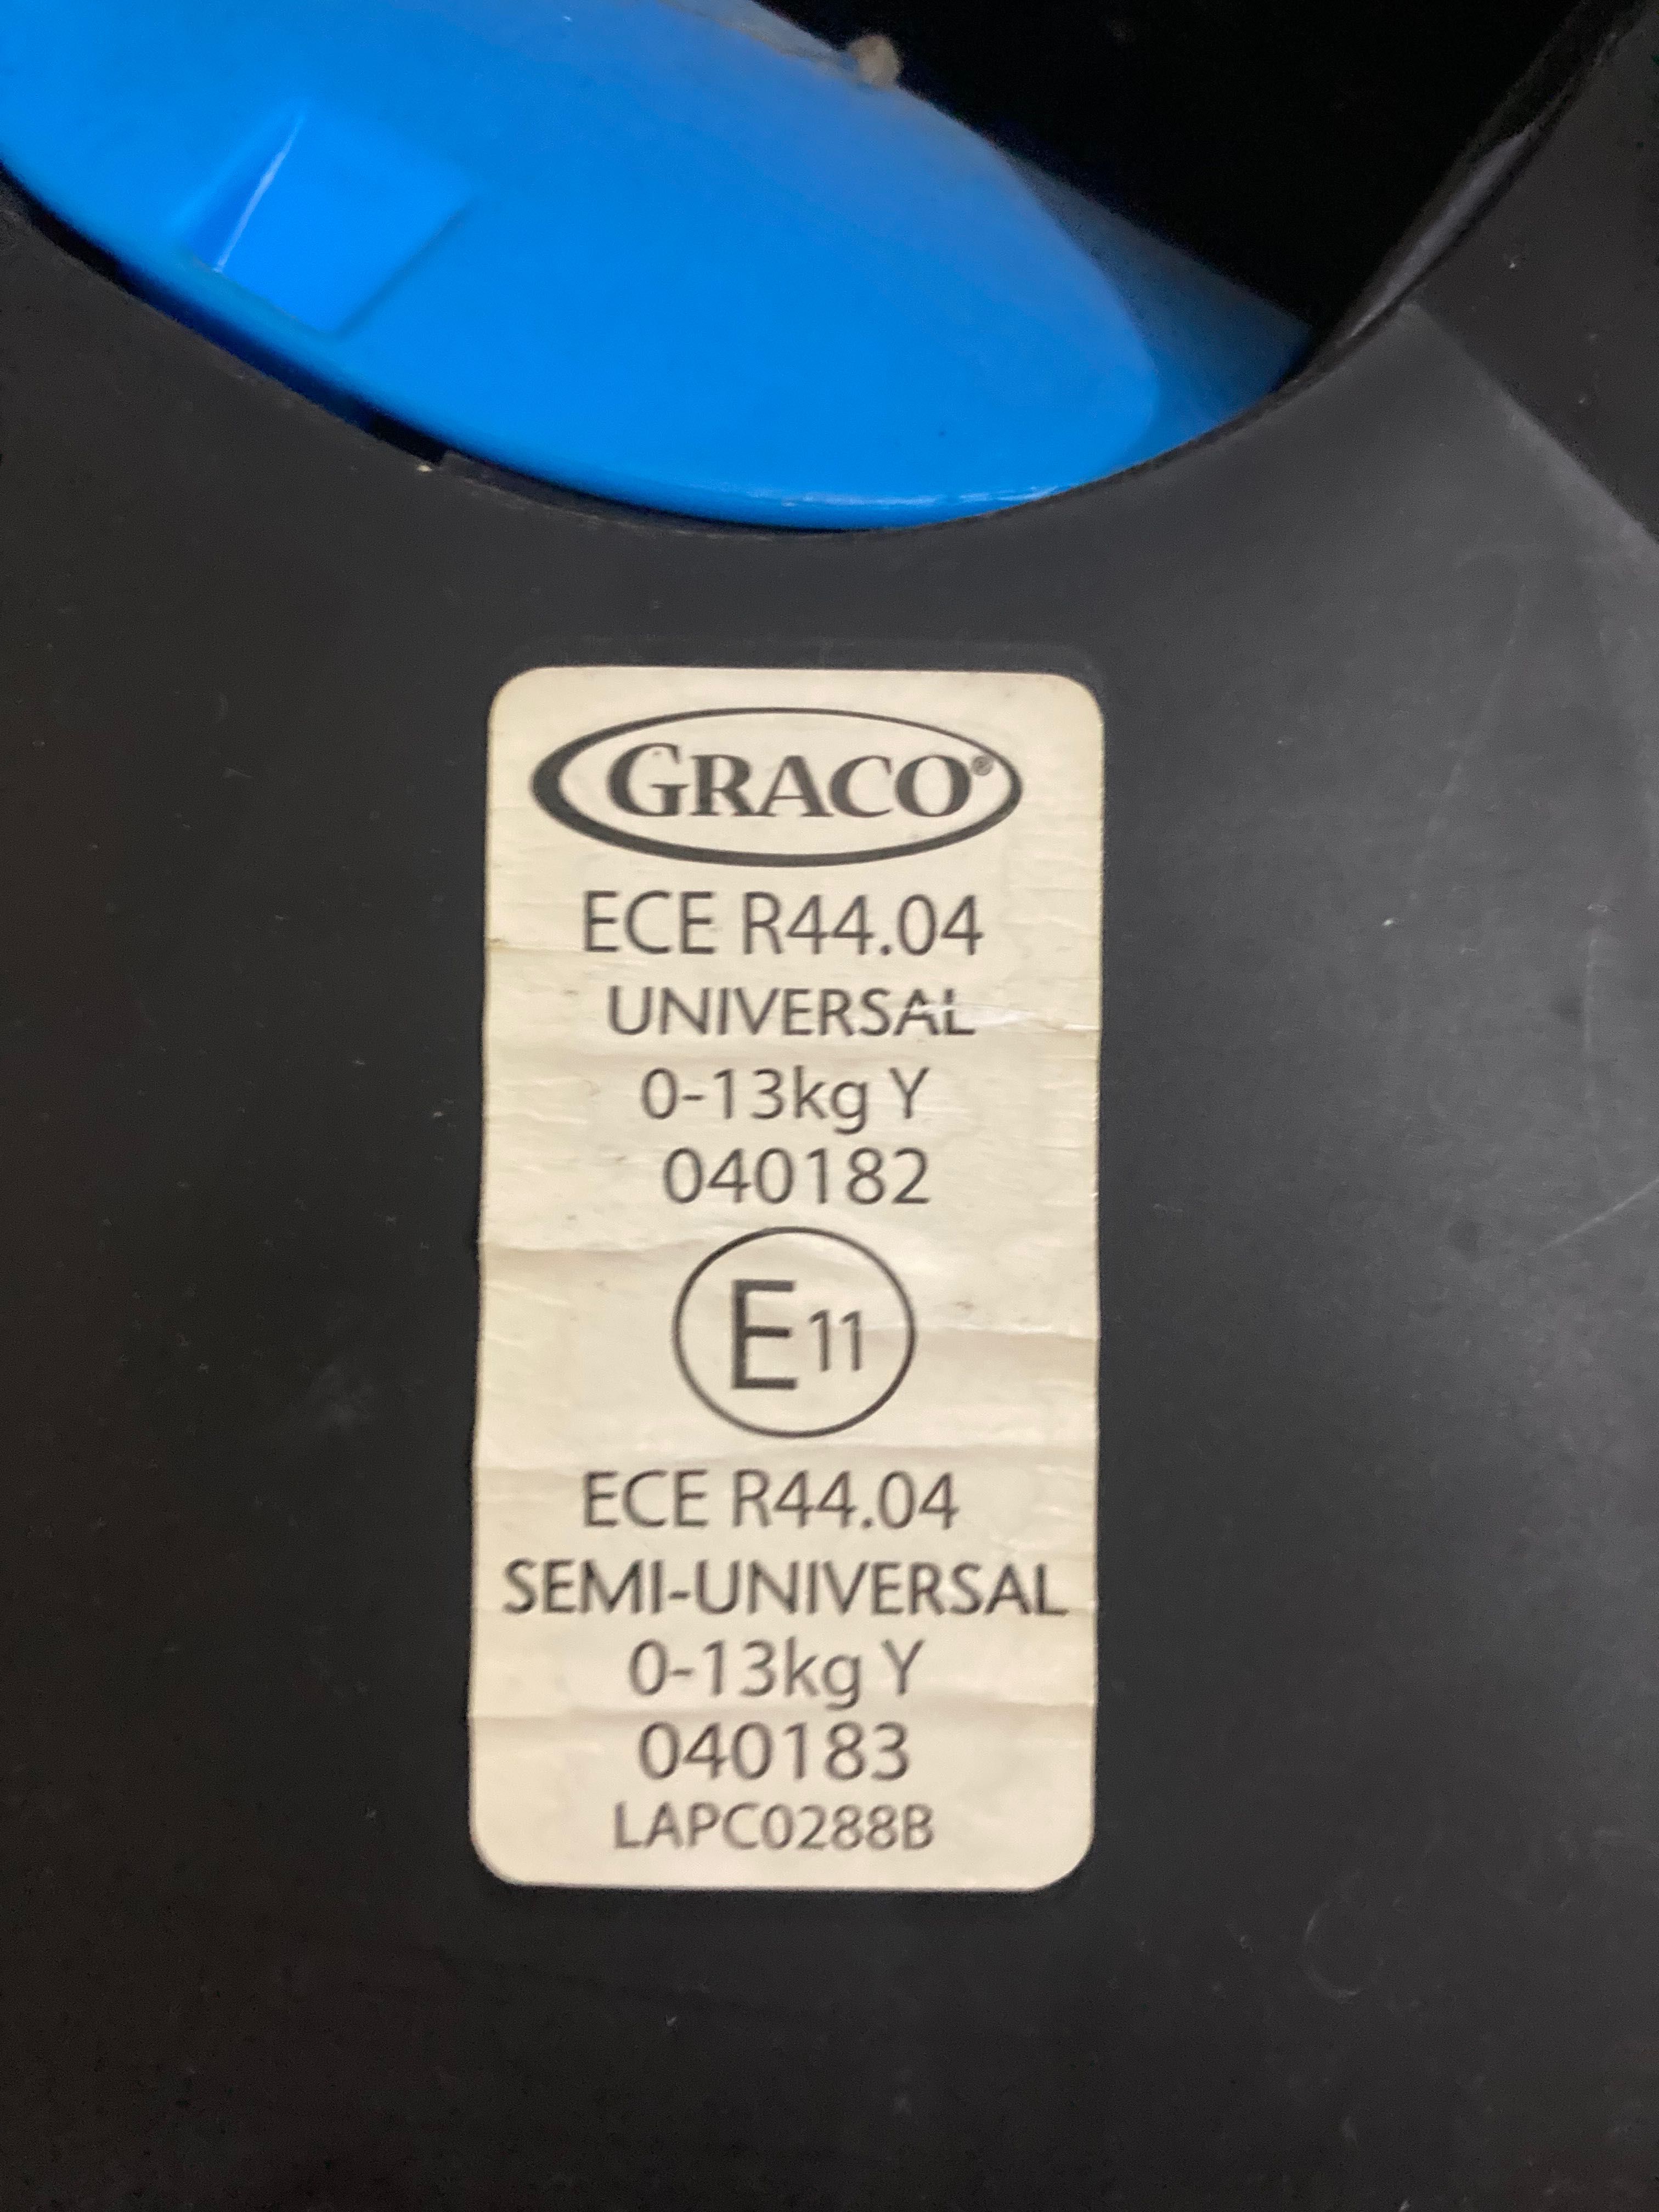 GRACO®
ECE R44.04
UNIVERSAL
0-13kg Y
040182
E11
ECE R44.04
SEMI-UNIVERSAL
0-13kg Y
040183
LAPC0288B